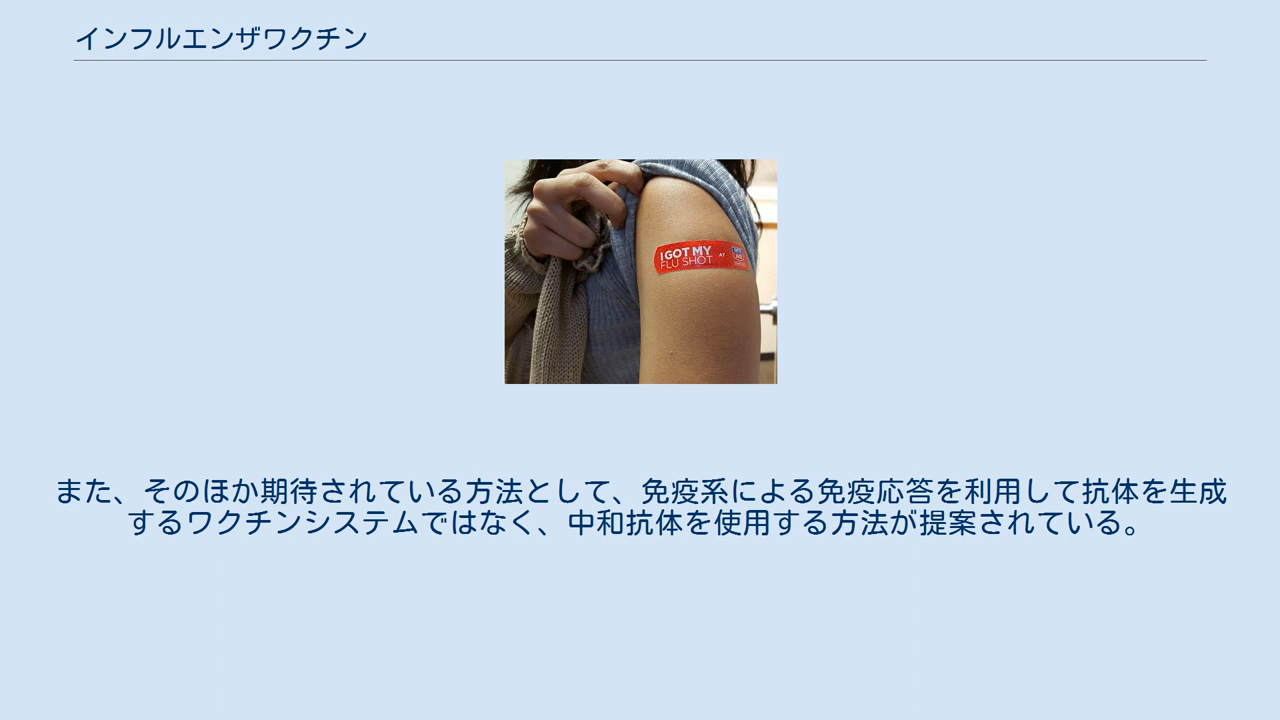 インフルエンザワクチン
I GOT MY
FLU SHOT
AT
また、そのほか期待されている方法として、免疫系による免疫応答を利用して抗体を生成
するワクチンシステムではなく、中和抗体を使用する方法が提案されている。